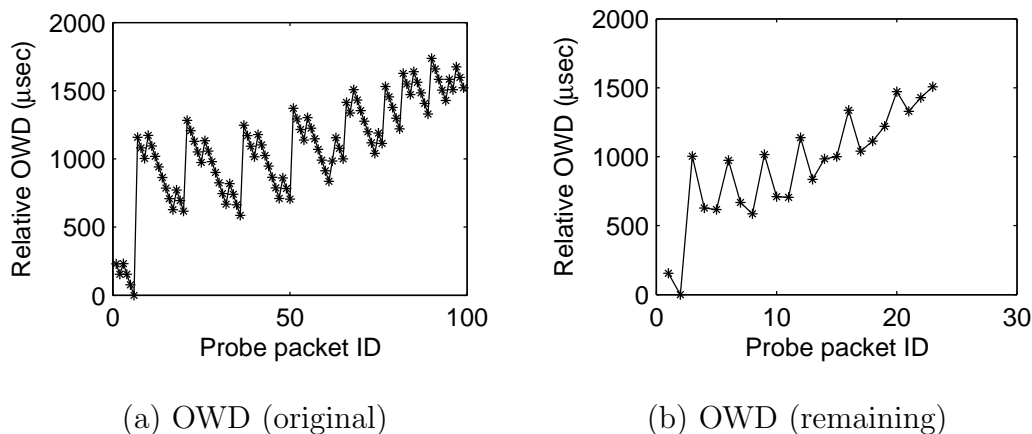 2000
1500
1000
500
0
Relative OWD (μsec)
0 50 100
Probe packet ID
(a) OWD (original)
2000
1500
1000
500
0
Relative OWD (μsec)
0 10 20 30
Probe packet ID
(b) OWD (remaining)